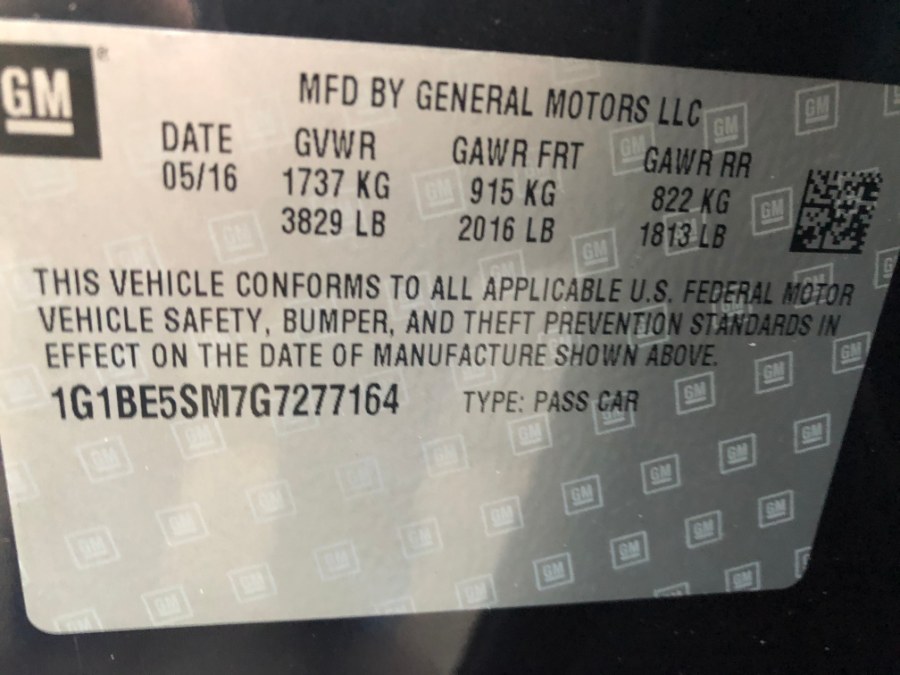 GM
MFD BY GENERAL MOTORS LLC
DATE GVWR GAWR FRT GAWR RR
05/16 1737 KG 915 KG 822 KG
3829 LB 2016 LB 1813 LB
THIS VEHICLE CONFORMS TO ALL APPLICABLE U.S. FEDERAL MOTOR
VEHICLE SAFETY, BUMPER, AND THEFT PREVENTION STANDARDS IN
EFFECT ON THE DATE OF MANUFACTURE SHOWN ABOVE.
1G1BE5SM7G7277164 TYPE: PASS CAR